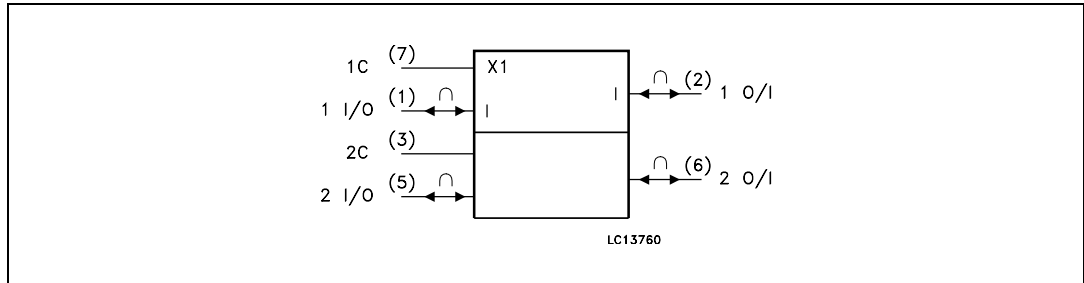 1C (7) X1
(2) 1 O/I
1 I/O (1) ∩ I I ∩
2C (3)
(6) 2 O/I
2 I/O (5) ∩ ∩
LC13760